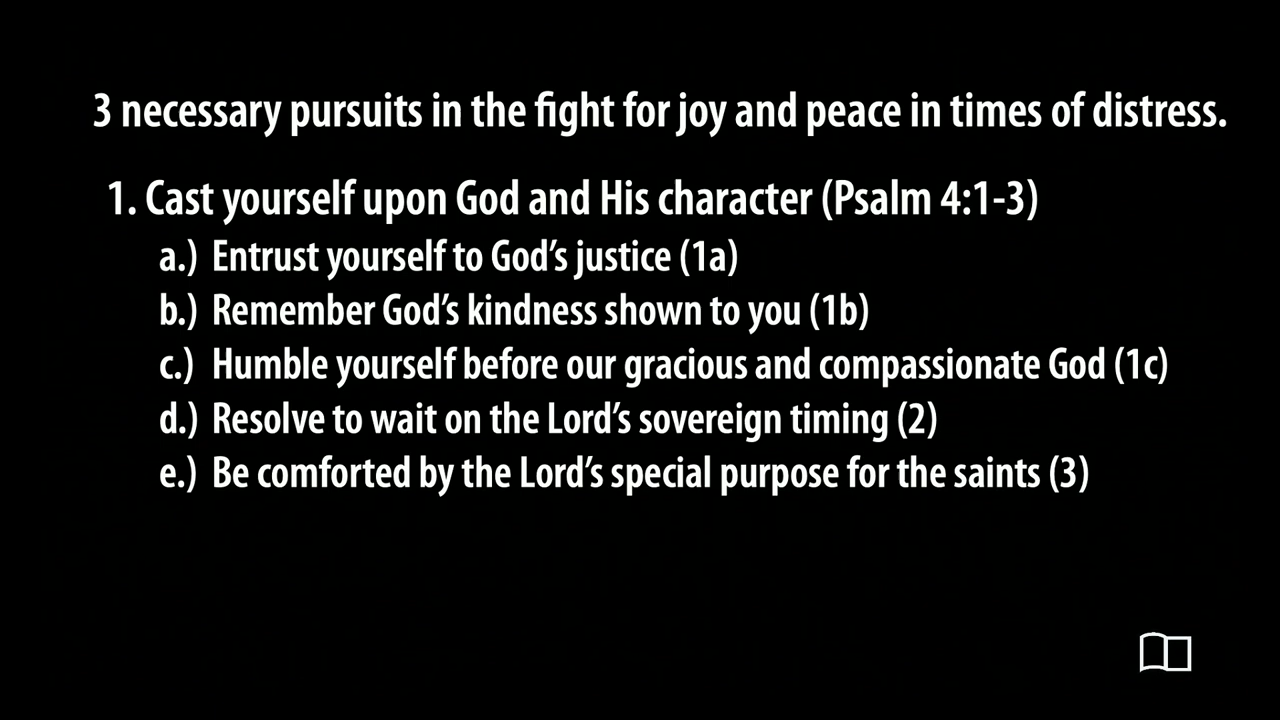 3 necessary pursuits in the fight for joy and peace in times of distress.
1. Cast yourself upon God and His character (Psalm 4:1-3)
a.) Entrust yourself to God’s justice (1a)
b.) Remember God’s kindness shown to you (1b)
c.) Humble yourself before our gracious and compassionate God (1c)
d.) Resolve to wait on the Lord’s sovereign timing (2)
e.) Be comforted by the Lord’s special purpose for the saints (3)